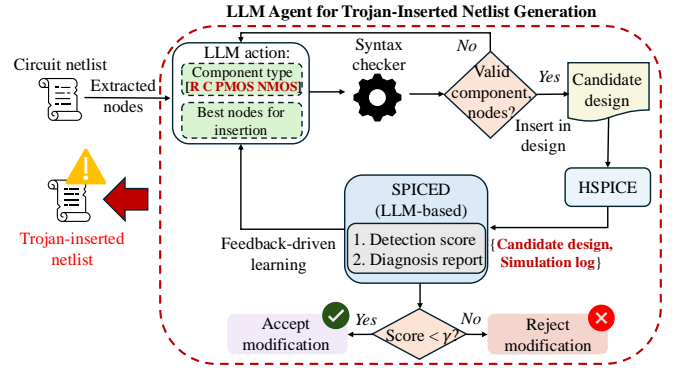 LLM Agent for Trojan-Inserted Netlist Generation
Circuit netlist
Extracted
nodes
LLM action:
Component type
[R C PMOS NMOS]
Best nodes for
insertion
Syntax
checker
No
Valid
component,
nodes?
Yes
Insert in
design
Candidate
design
HSPICE
{Candidate design,
Simulation log}
SPICED
(LLM-based)
1. Detection score
2. Diagnosis report
Feedback-driven
learning
Trojan-inserted
netlist
Score < γ?
Yes
No
Accept
modification
Reject
modification